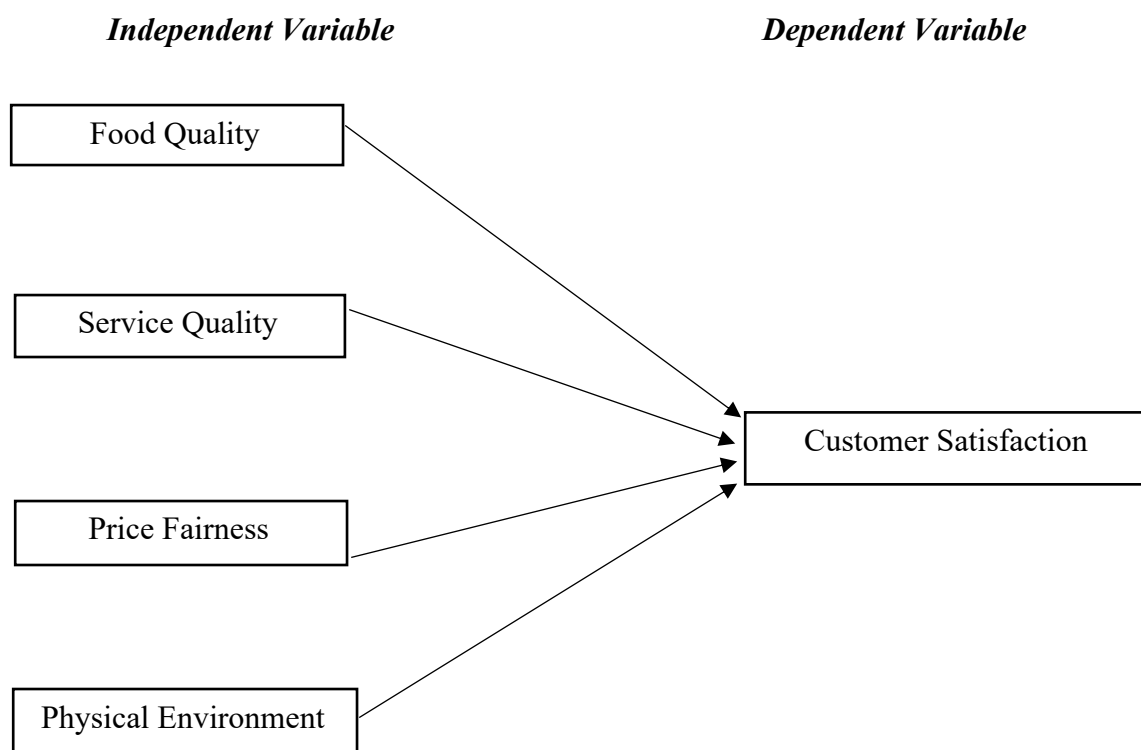 Independent Variable
Dependent Variable
Food Quality
Service Quality
Customer Satisfaction
Price Fairness
Physical Environment